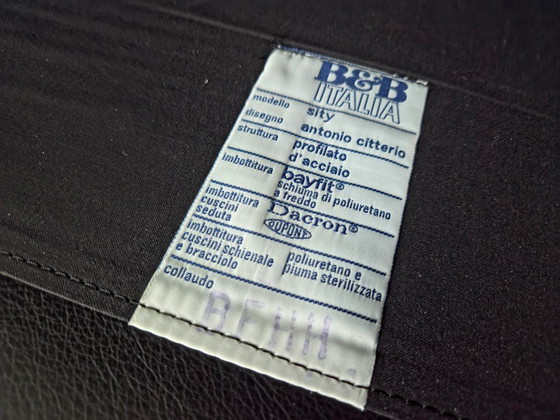 B&B
ITALIA
modello sity
disegno antonio citterio
struttura profilato
d'acciaio
imbottitura bayfit®
schiuma di poliuretano
a freddo
imbottitura Dacron®
cuscini DUPONT
seduta
imbottitura poliuretano e
cuscini schienale piuma sterilizzata
e bracciolo
collaudo
BFHH